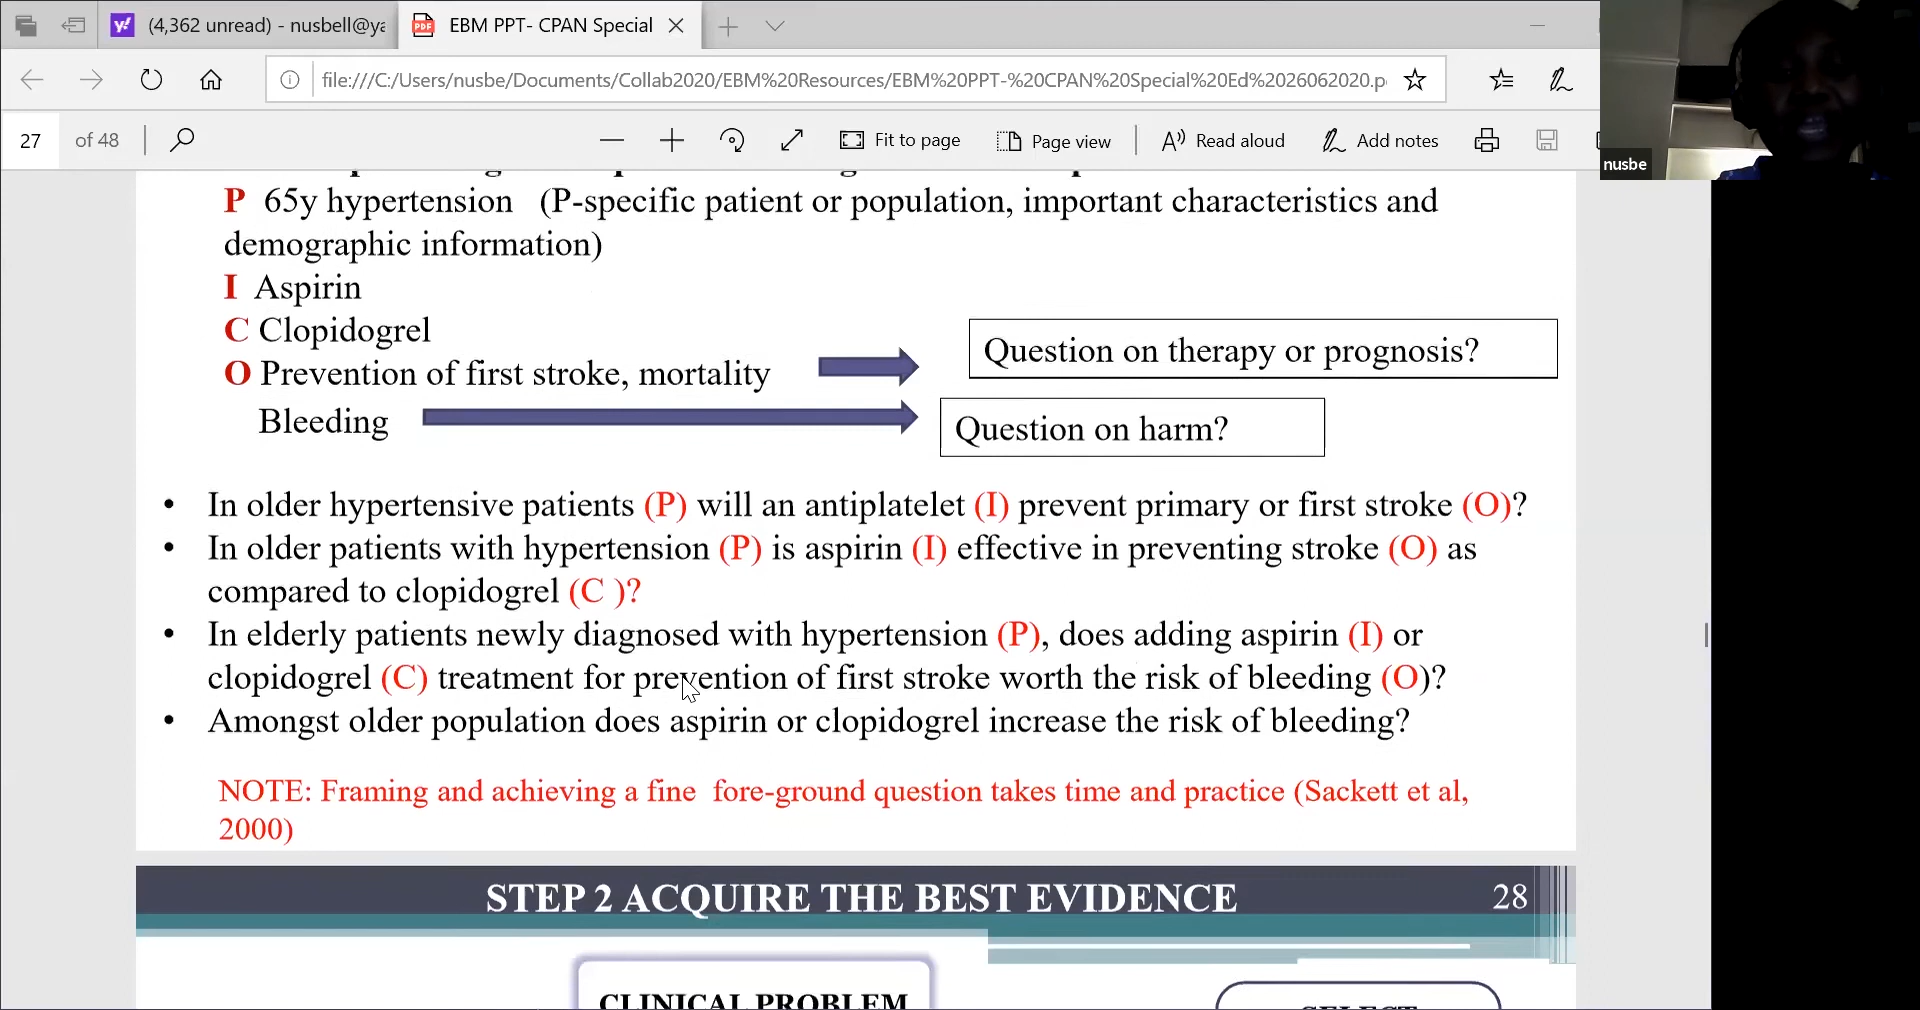 (4,362 unread) - nusbell@ya
EBM PPT- CPAN Special
file:///C:/Users/nusbe/Documents/Collab2020/EBM%20Resources/EBM%20PPT-%20CPAN%20Special%20Ed%2026062020.p
nusbe
27 of 48
Fit to page
Page view
Read aloud
Add notes
P 65y hypertension (P-specific patient or population, important characteristics and
demographic information)
I Aspirin
C Clopidogrel
O Prevention of first stroke, mortality
Question on therapy or prognosis?
Bleeding
Question on harm?
• In older hypertensive patients (P) will an antiplatelet (I) prevent primary or first stroke (O)?
• In older patients with hypertension (P) is aspirin (I) effective in preventing stroke (O) as
compared to clopidogrel (C )?
• In elderly patients newly diagnosed with hypertension (P), does adding aspirin (I) or
clopidogrel (C) treatment for prevention of first stroke worth the risk of bleeding (O)?
• Amongst older population does aspirin or clopidogrel increase the risk of bleeding?
NOTE: Framing and achieving a fine fore-ground question takes time and practice (Sackett et al,
2000)
STEP 2 ACQUIRE THE BEST EVIDENCE
28
CLINICAL PROBLEM
SELECT